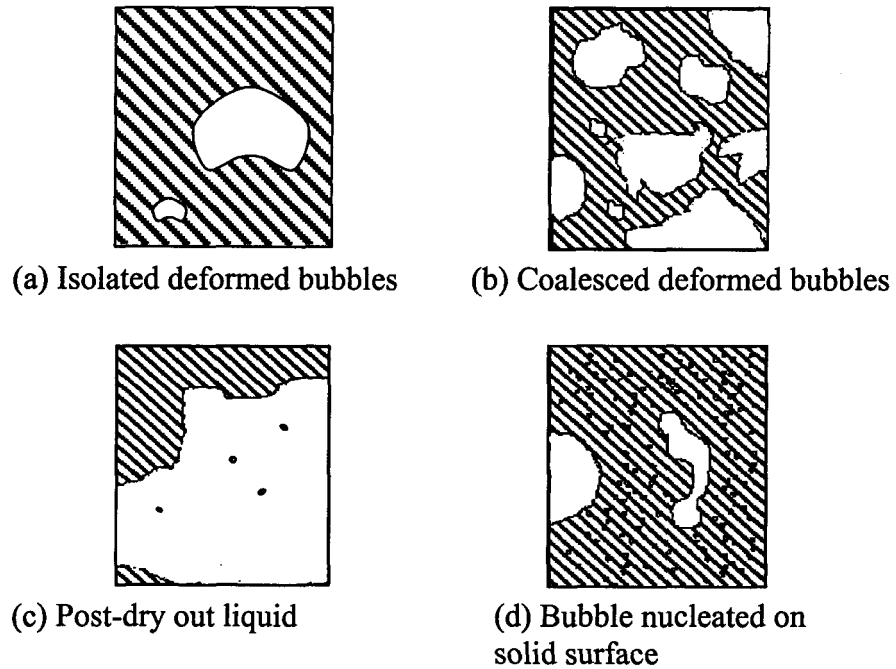 (a) Isolated deformed bubbles
(b) Coalesced deformed bubbles
(c) Post-dry out liquid
(d) Bubble nucleated on
solid surface